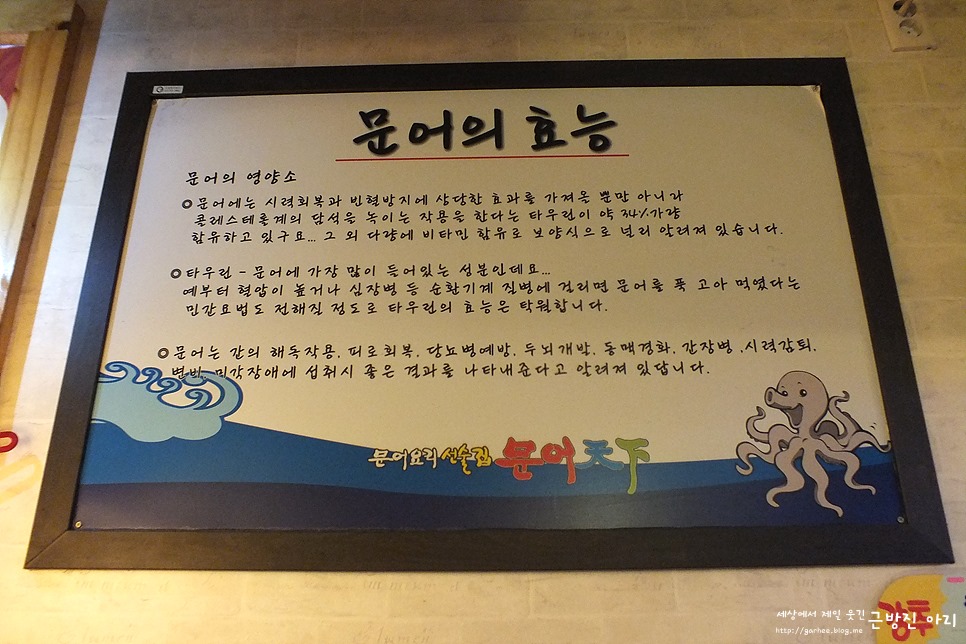 문어의 효능
문어의 영양소
◎ 문어에는 시력회복과 빈혈방지에 상당한 효과를 가져올 뿐만 아니라
콜레스테롤계의 담석을 녹이는 작용을 한다는 타우린이 약 34%가량
함유하고 있구요... 그 외 다량에 비타민 함유로 보양식으로 널리 알려져 있습니다.
◎ 타우린 - 문어에 가장 많이 들어있는 성분인데요...
예부터 혈압이 높거나 심장병 등 순환기계 질병에 걸리면 문어를 푹 고아 먹였다는
민간요법도 전해질 정도로 타우린의 효능은 탁월합니다.
◎ 문어는 간의 해독작용, 피로회복, 당뇨병예방, 두뇌개발, 동맥경화, 간장병, 시력감퇴,
변비, 미각장애에 섭취시 좋은 결과를 나타내준다고 알려져 있답니다.
문어요리 선술집 문어天下
강추
세상에서 제일 웃긴 근방진 아리
http://garhee.blog.me